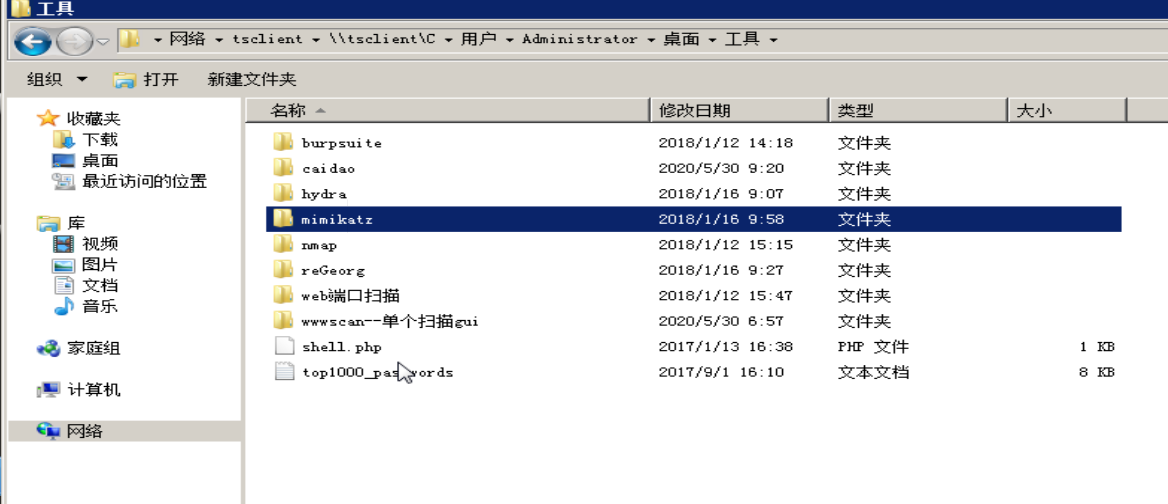 工具
网络 tsclient \\tsclient\C 用户 Administrator 桌面 工具
组织 打开 新建文件夹
名称 修改日期 类型 大小
收藏夹
下载
桌面
最近访问的位置
库
视频
图片
文档
音乐
家庭组
计算机
网络
burpsuite 2018/1/12 14:18 文件夹
caidao 2020/5/30 9:20 文件夹
hydra 2018/1/16 9:07 文件夹
mimikatz 2018/1/16 9:58 文件夹
nmap 2018/1/12 15:15 文件夹
reGeorg 2018/1/16 9:27 文件夹
web端口扫描 2018/1/12 15:47 文件夹
wwwscan--单个扫描gui 2020/5/30 6:57 文件夹
shell.php 2017/1/13 16:38 PHP 文件 1 KB
top1000_passwords 2017/9/1 16:10 文本文档 8 KB